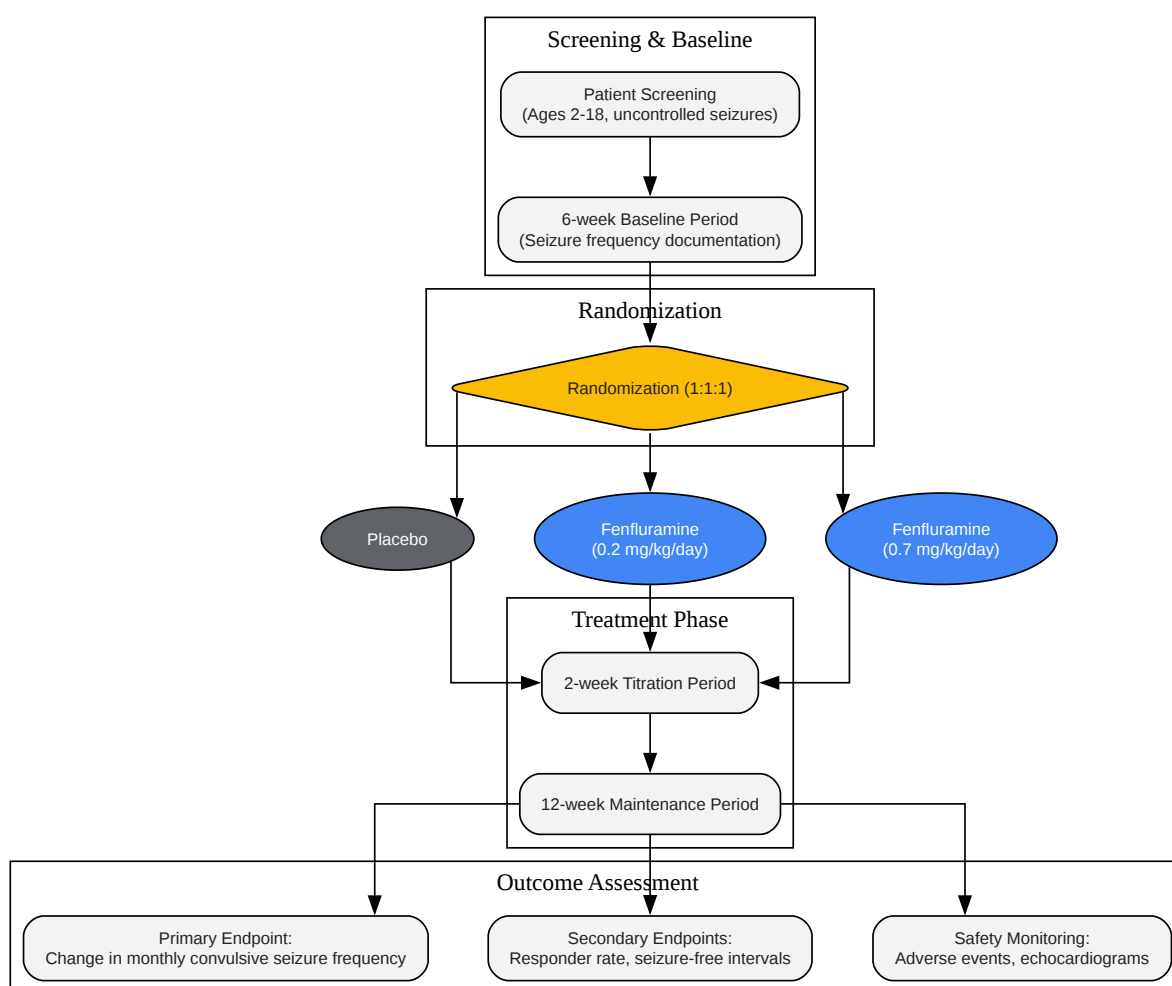 Screening & Baseline
Patient Screening
(Ages 2-18, uncontrolled seizures)
6-week Baseline Period
(Seizure frequency documentation)
Randomization
Randomization (1:1:1)
Placebo
Fenfluramine
(0.2 mg/kg/day)
Fenfluramine
(0.7 mg/kg/day)
Treatment Phase
2-week Titration Period
12-week Maintenance Period
Outcome Assessment
Primary Endpoint:
Change in monthly convulsive seizure frequency
Secondary Endpoints:
Responder rate, seizure-free intervals
Safety Monitoring:
Adverse events, echocardiograms